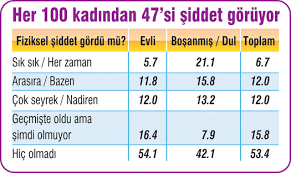 Her 100 kadından 47'si şiddet görüyor
Fiziksel şiddet gördü mü? Evli Boşanmış / Dul Toplam
Sık sık / Her zaman 5.7 21.1 6.7
Arasıra / Bazen 11.8 15.8 12.0
Çok seyrek / Nadiren 12.0 13.2 12.0
Geçmişte oldu ama
şimdi olmuyor 16.4 7.9 15.8
Hiç olmadı 54.1 42.1 53.4